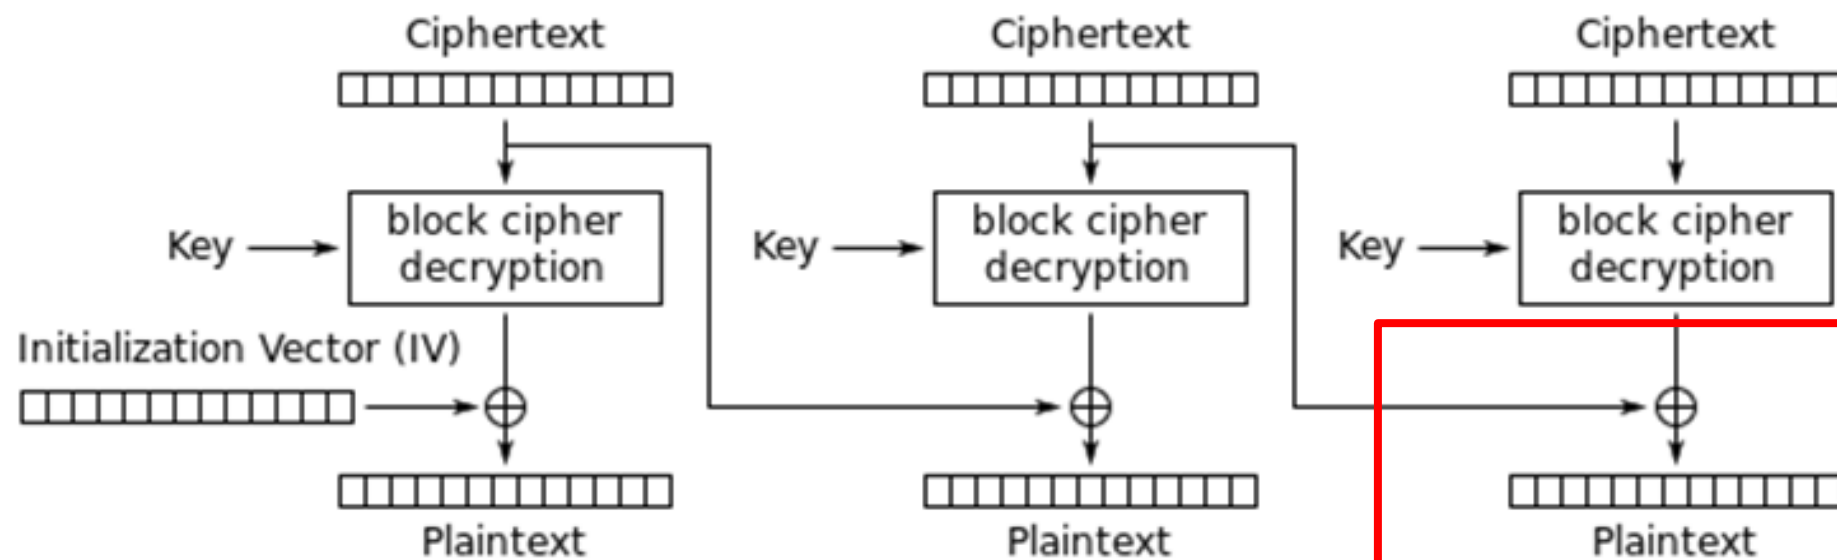 Ciphertext
Ciphertext
Ciphertext
Key
block cipher
decryption
Key
block cipher
decryption
Key
block cipher
decryption
Initialization Vector (IV)
Plaintext
Plaintext
Plaintext